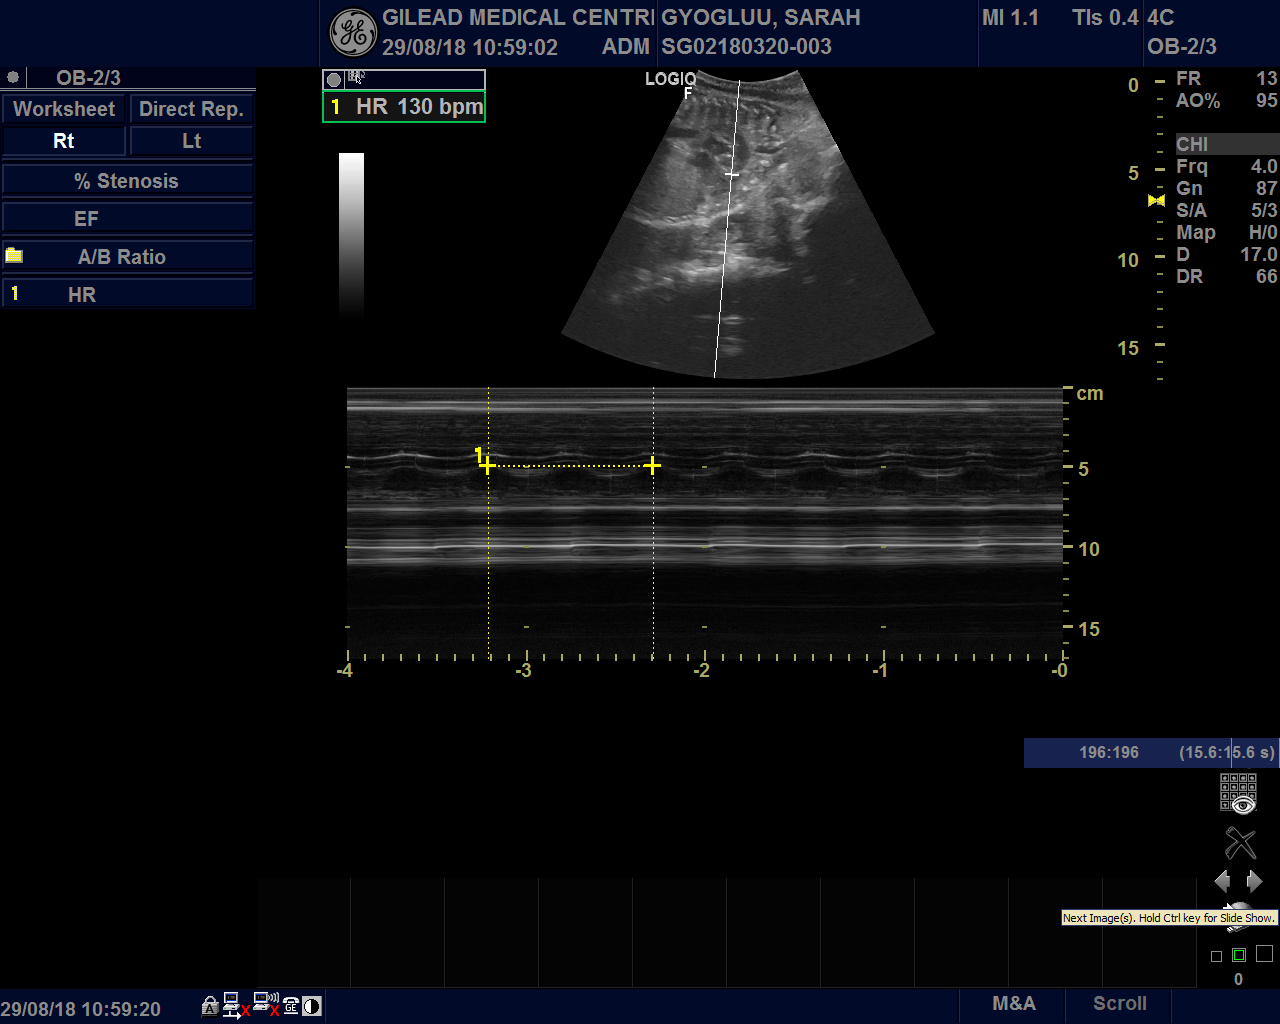 GILEAD MEDICAL CENTRI
GYOGLUU, SARAH
MI 1.1
TIs 0.4
4C
29/08/18 10:59:02
ADM
SG02180320-003
OB-2/3
OB-2/3
Worksheet
Direct Rep.
Rt
Lt
% Stenosis
EF
A/B Ratio
1 HR
1 HR 130 bpm
LOGIQ
F
0
5
10
15
FR 13
AO% 95
CHI
Frq 4.0
Gn 87
S/A 5/3
Map H/0
D 17.0
DR 66
1
cm
5
10
15
-4
-3
-2
-1
-0
196:196 (15.6:15.6 s)
Next Image(s). Hold Ctrl key for Slide Show.
0
29/08/18 10:59:20
A
GE
M&A
Scroll